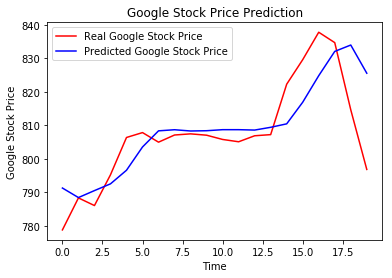 Google Stock Price Prediction
Real Google Stock Price
Predicted Google Stock Price
Google Stock Price
840
830
820
810
800
790
780
0.0 2.5 5.0 7.5 10.0 12.5 15.0 17.5
Time